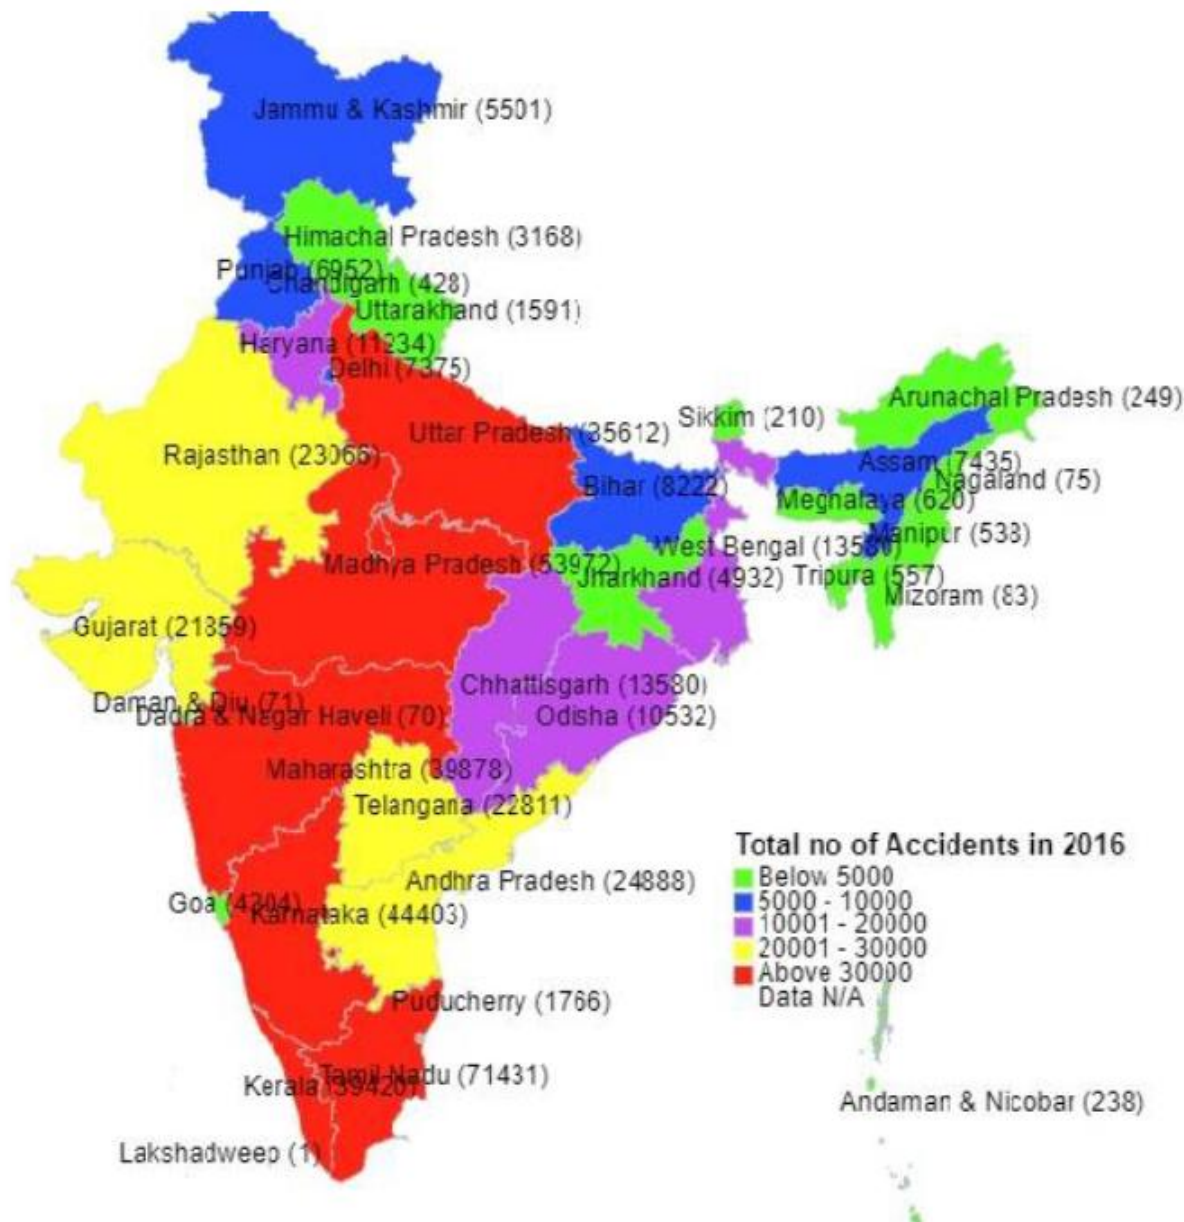 Jammu & Kashmir (5501)
Himachal Pradesh (3168)
Punjab (6952)
Chandigarh (428)
Uttarakhand (1591)
Haryana (11234)
Delhi (7375)
Arunachal Pradesh (249)
Sikkim (210)
Uttar Pradesh (35612)
Rajasthan (23066)
Assam (7435)
Nagaland (75)
Bihar (8222)
Meghalaya (620)
Manipur (538)
West Bengal (13580)
Madhya Pradesh (53972)
Jharkhand (4932)
Tripura (557)
Mizoram (83)
Gujarat (21859)
Chhattisgarh (13580)
Daman & Diu (71)
Dadra & Nagar Haveli (70)
Odisha (10532)
Maharashtra (39878)
Telangana (22811)
Total no of Accidents in 2016
Below 5000
5000 - 10000
10001 - 20000
20001 - 30000
Above 30000
Data N/A
Andhra Pradesh (24888)
Goa (4304)
Karnataka (44403)
Puducherry (1766)
Tamil Nadu (71431)
Kerala (39420)
Andaman & Nicobar (238)
Lakshadweep (1)